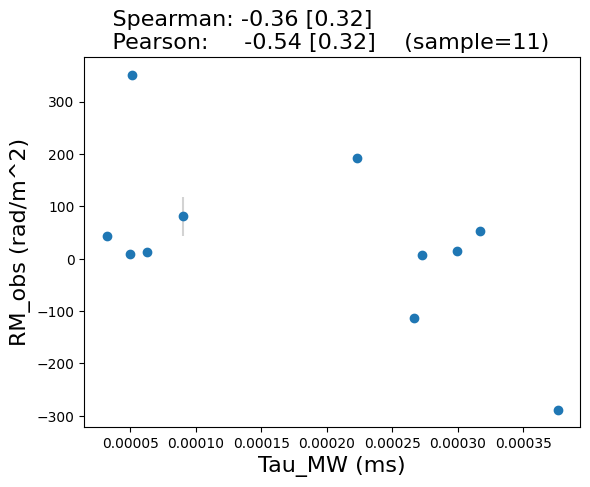 Spearman: -0.36 [0.32]
Pearson: -0.54 [0.32] (sample=11)
300
200
100
0
−100
−200
−300
RM_obs (rad/m^2)
0.00005 0.00010 0.00015 0.00020 0.00025 0.00030 0.00035
Tau_MW (ms)